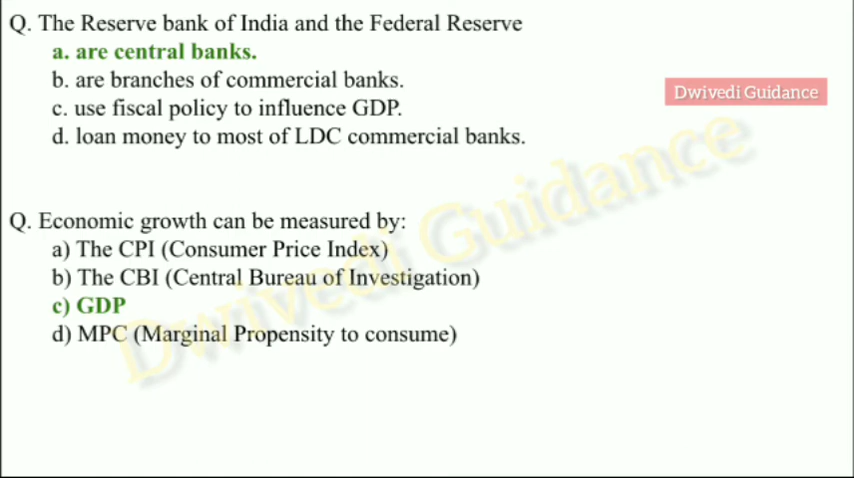 Q. The Reserve bank of India and the Federal Reserve
a. are central banks.
b. are branches of commercial banks.
Dwivedi Guidance
c. use fiscal policy to influence GDP.
d. loan money to most of LDC commercial banks.
Q. Economic growth can be measured by:
a) The CPI (Consumer Price Index)
b) The CBI (Central Bureau of Investigation)
c) GDP
d) MPC (Marginal Propensity to consume)
Dwivedi Guidance